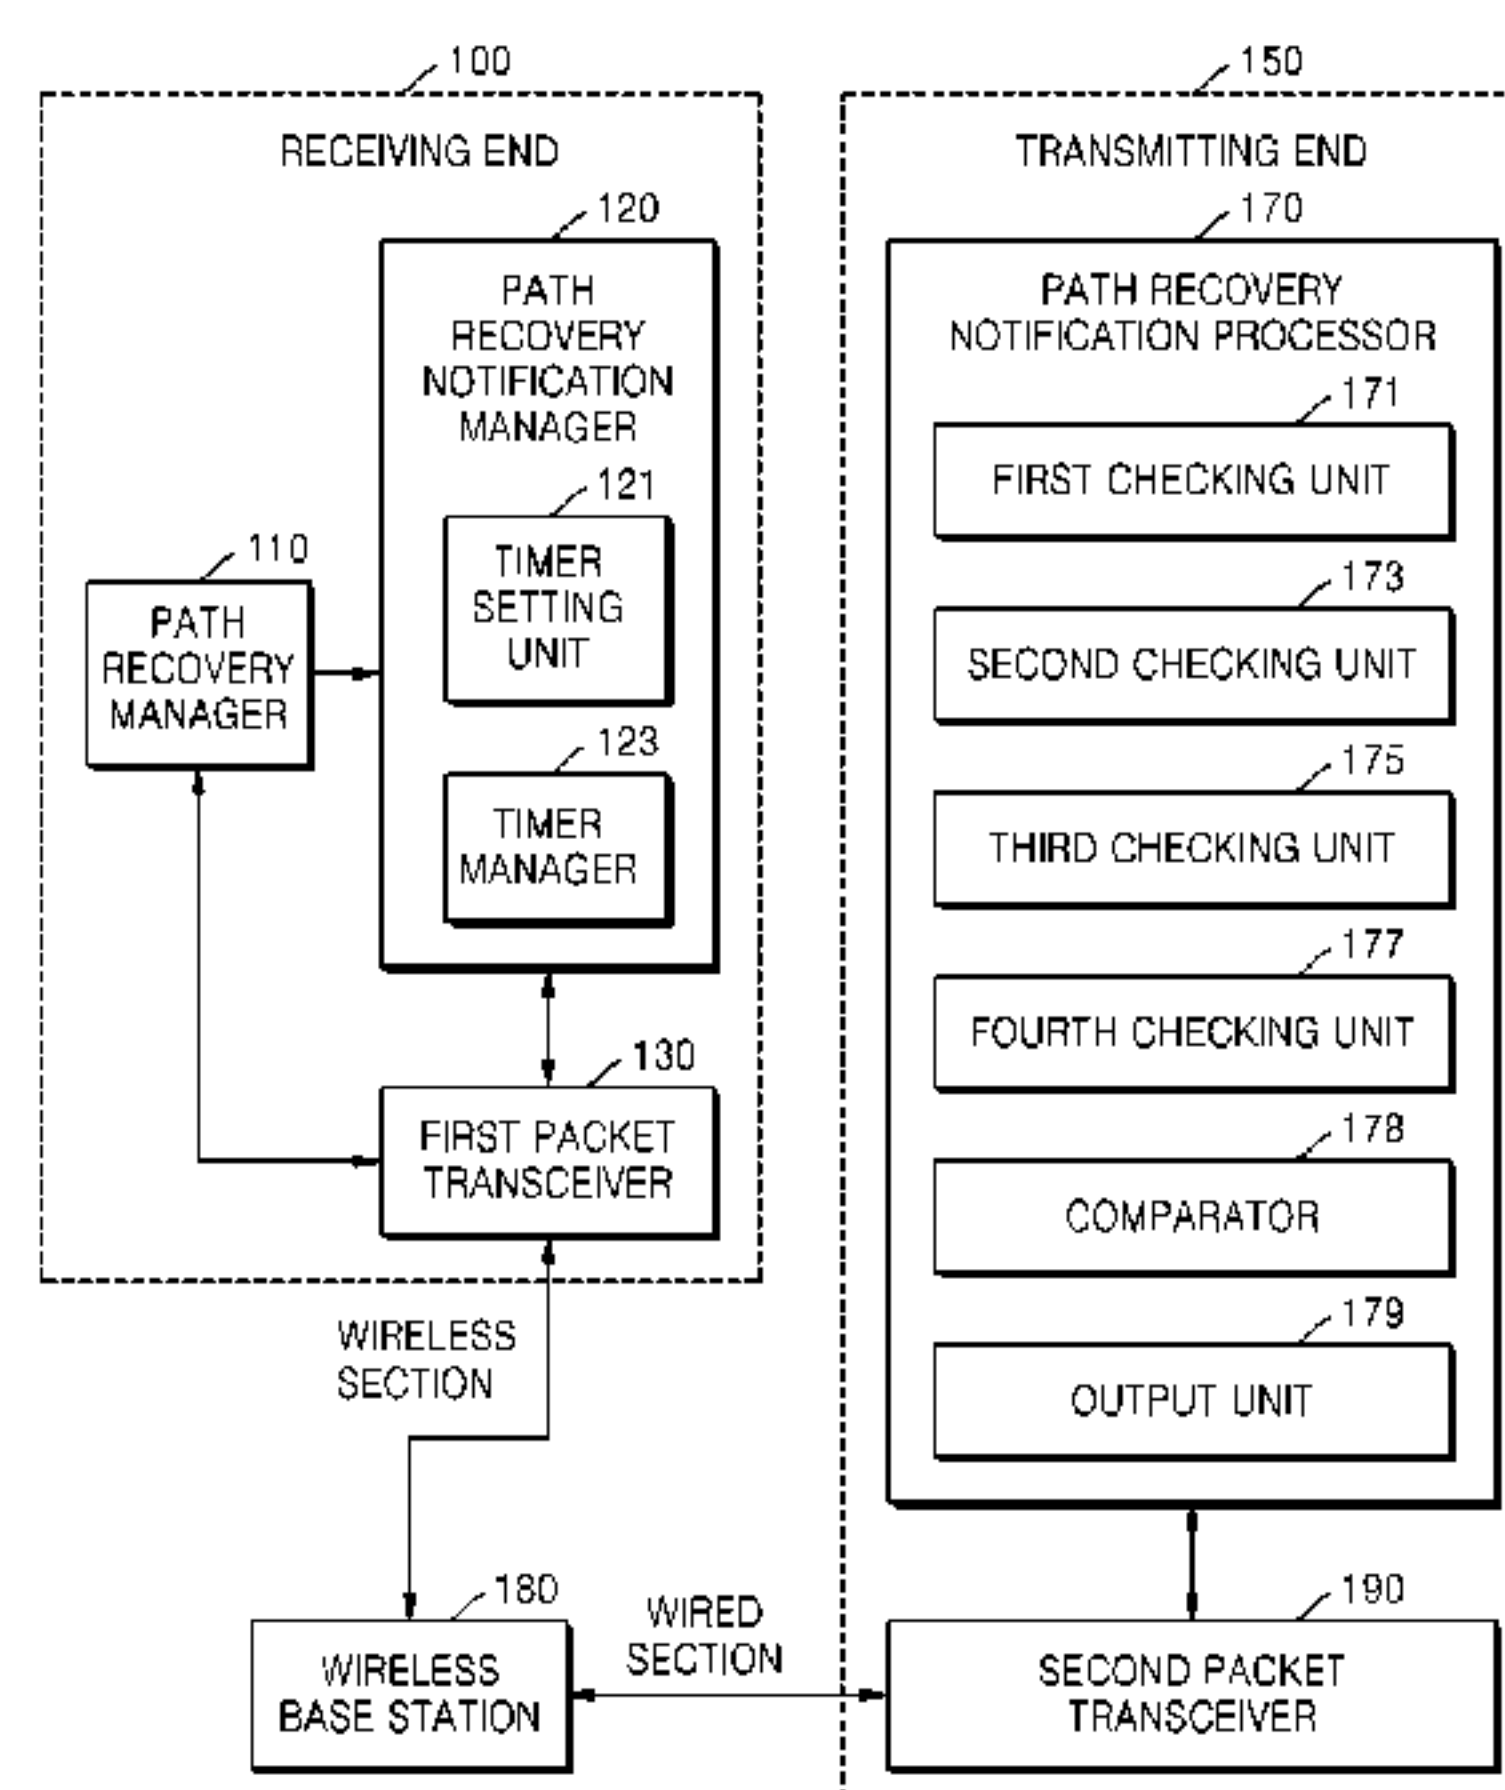 100
RECEIVING END
120
PATH
RECOVERY
NOTIFICATION
MANAGER
121
TIMER
SETTING
UNIT
110
PATH
RECOVERY
MANAGER
123
TIMER
MANAGER
130
FIRST PACKET
TRANSCEIVER
WIRELESS
SECTION
180
WIRELESS
BASE STATION
WIRED
SECTION
150
TRANSMITTING END
170
PATH RECOVERY
NOTIFICATION PROCESSOR
171
FIRST CHECKING UNIT
173
SECOND CHECKING UNIT
175
THIRD CHECKING UNIT
177
FOURTH CHECKING UNIT
178
COMPARATOR
179
OUTPUT UNIT
190
SECOND PACKET
TRANSCEIVER